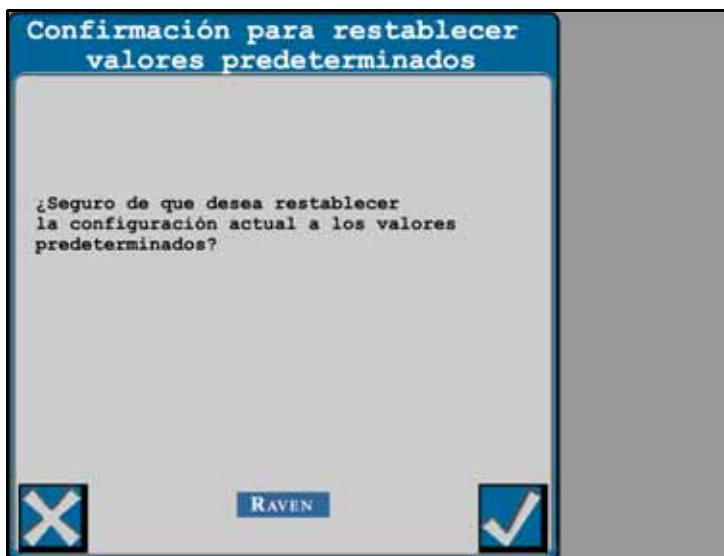 Confirmación para restablecer
valores predeterminados
¿Seguro de que desea restablecer
la configuración actual a los valores
predeterminados?
RAVEN